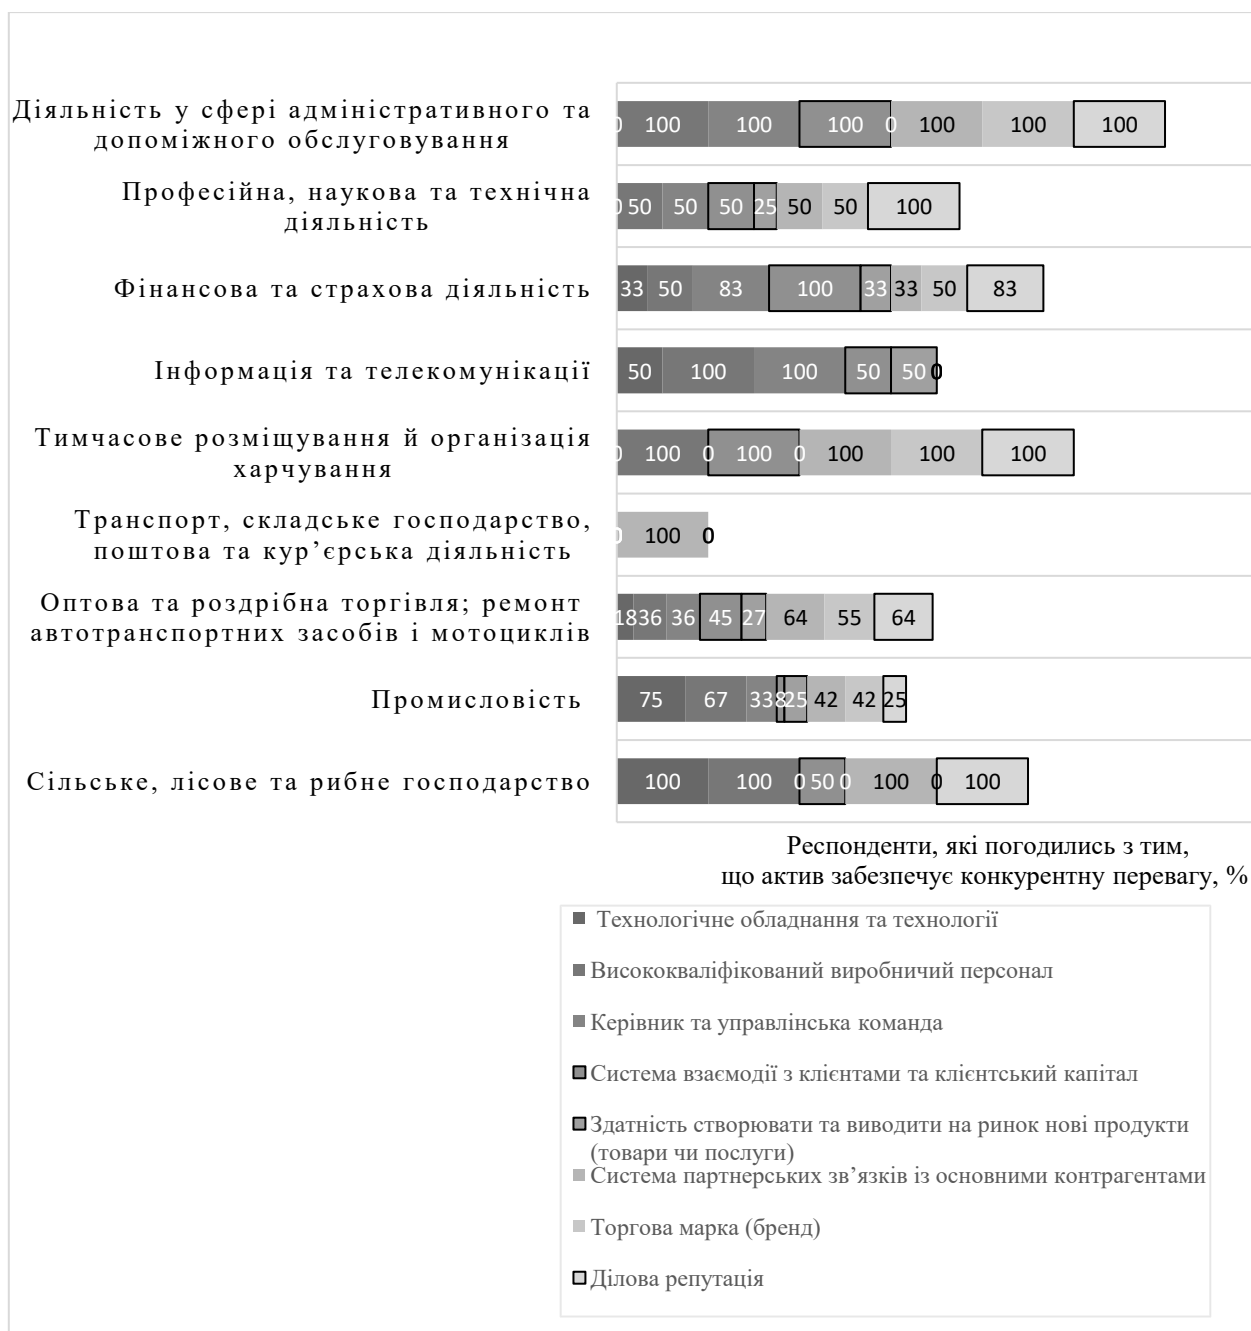 Діяльність у сфері адміністративного та
допоміжного обслуговування
0 100 100 100 0 100 100 100
Професійна, наукова та технічна
діяльність
0 50 50 50 25 50 50 100
Фінансова та страхова діяльність
33 50 83 100 33 33 50 83
Інформація та телекомунікації
50 100 100 50 50 0
Тимчасове розміщування й організація
харчування
0 100 0 100 0 100 100 100
Транспорт, складське господарство,
поштова та кур’єрська діяльність
0 100 0
Оптова та роздрібна торгівля; ремонт
автотранспортних засобів і мотоциклів
18 36 36 45 27 64 55 64
Промисловість
75 67 33 8 25 42 42 25
Сільське, лісове та рибне господарство
100 100 0 50 0 100 0 100
Респонденти, які погодились з тим,
що актив забезпечує конкурентну перевагу, %
Технологічне обладнання та технології
Висококваліфікований виробничий персонал
Керівник та управлінська команда
Система взаємодії з клієнтами та клієнтський капітал
Здатність створювати та виводити на ринок нові продукти
(товари чи послуги)
Система партнерських зв’язків із основними контрагентами
Торгова марка (бренд)
Ділова репутація